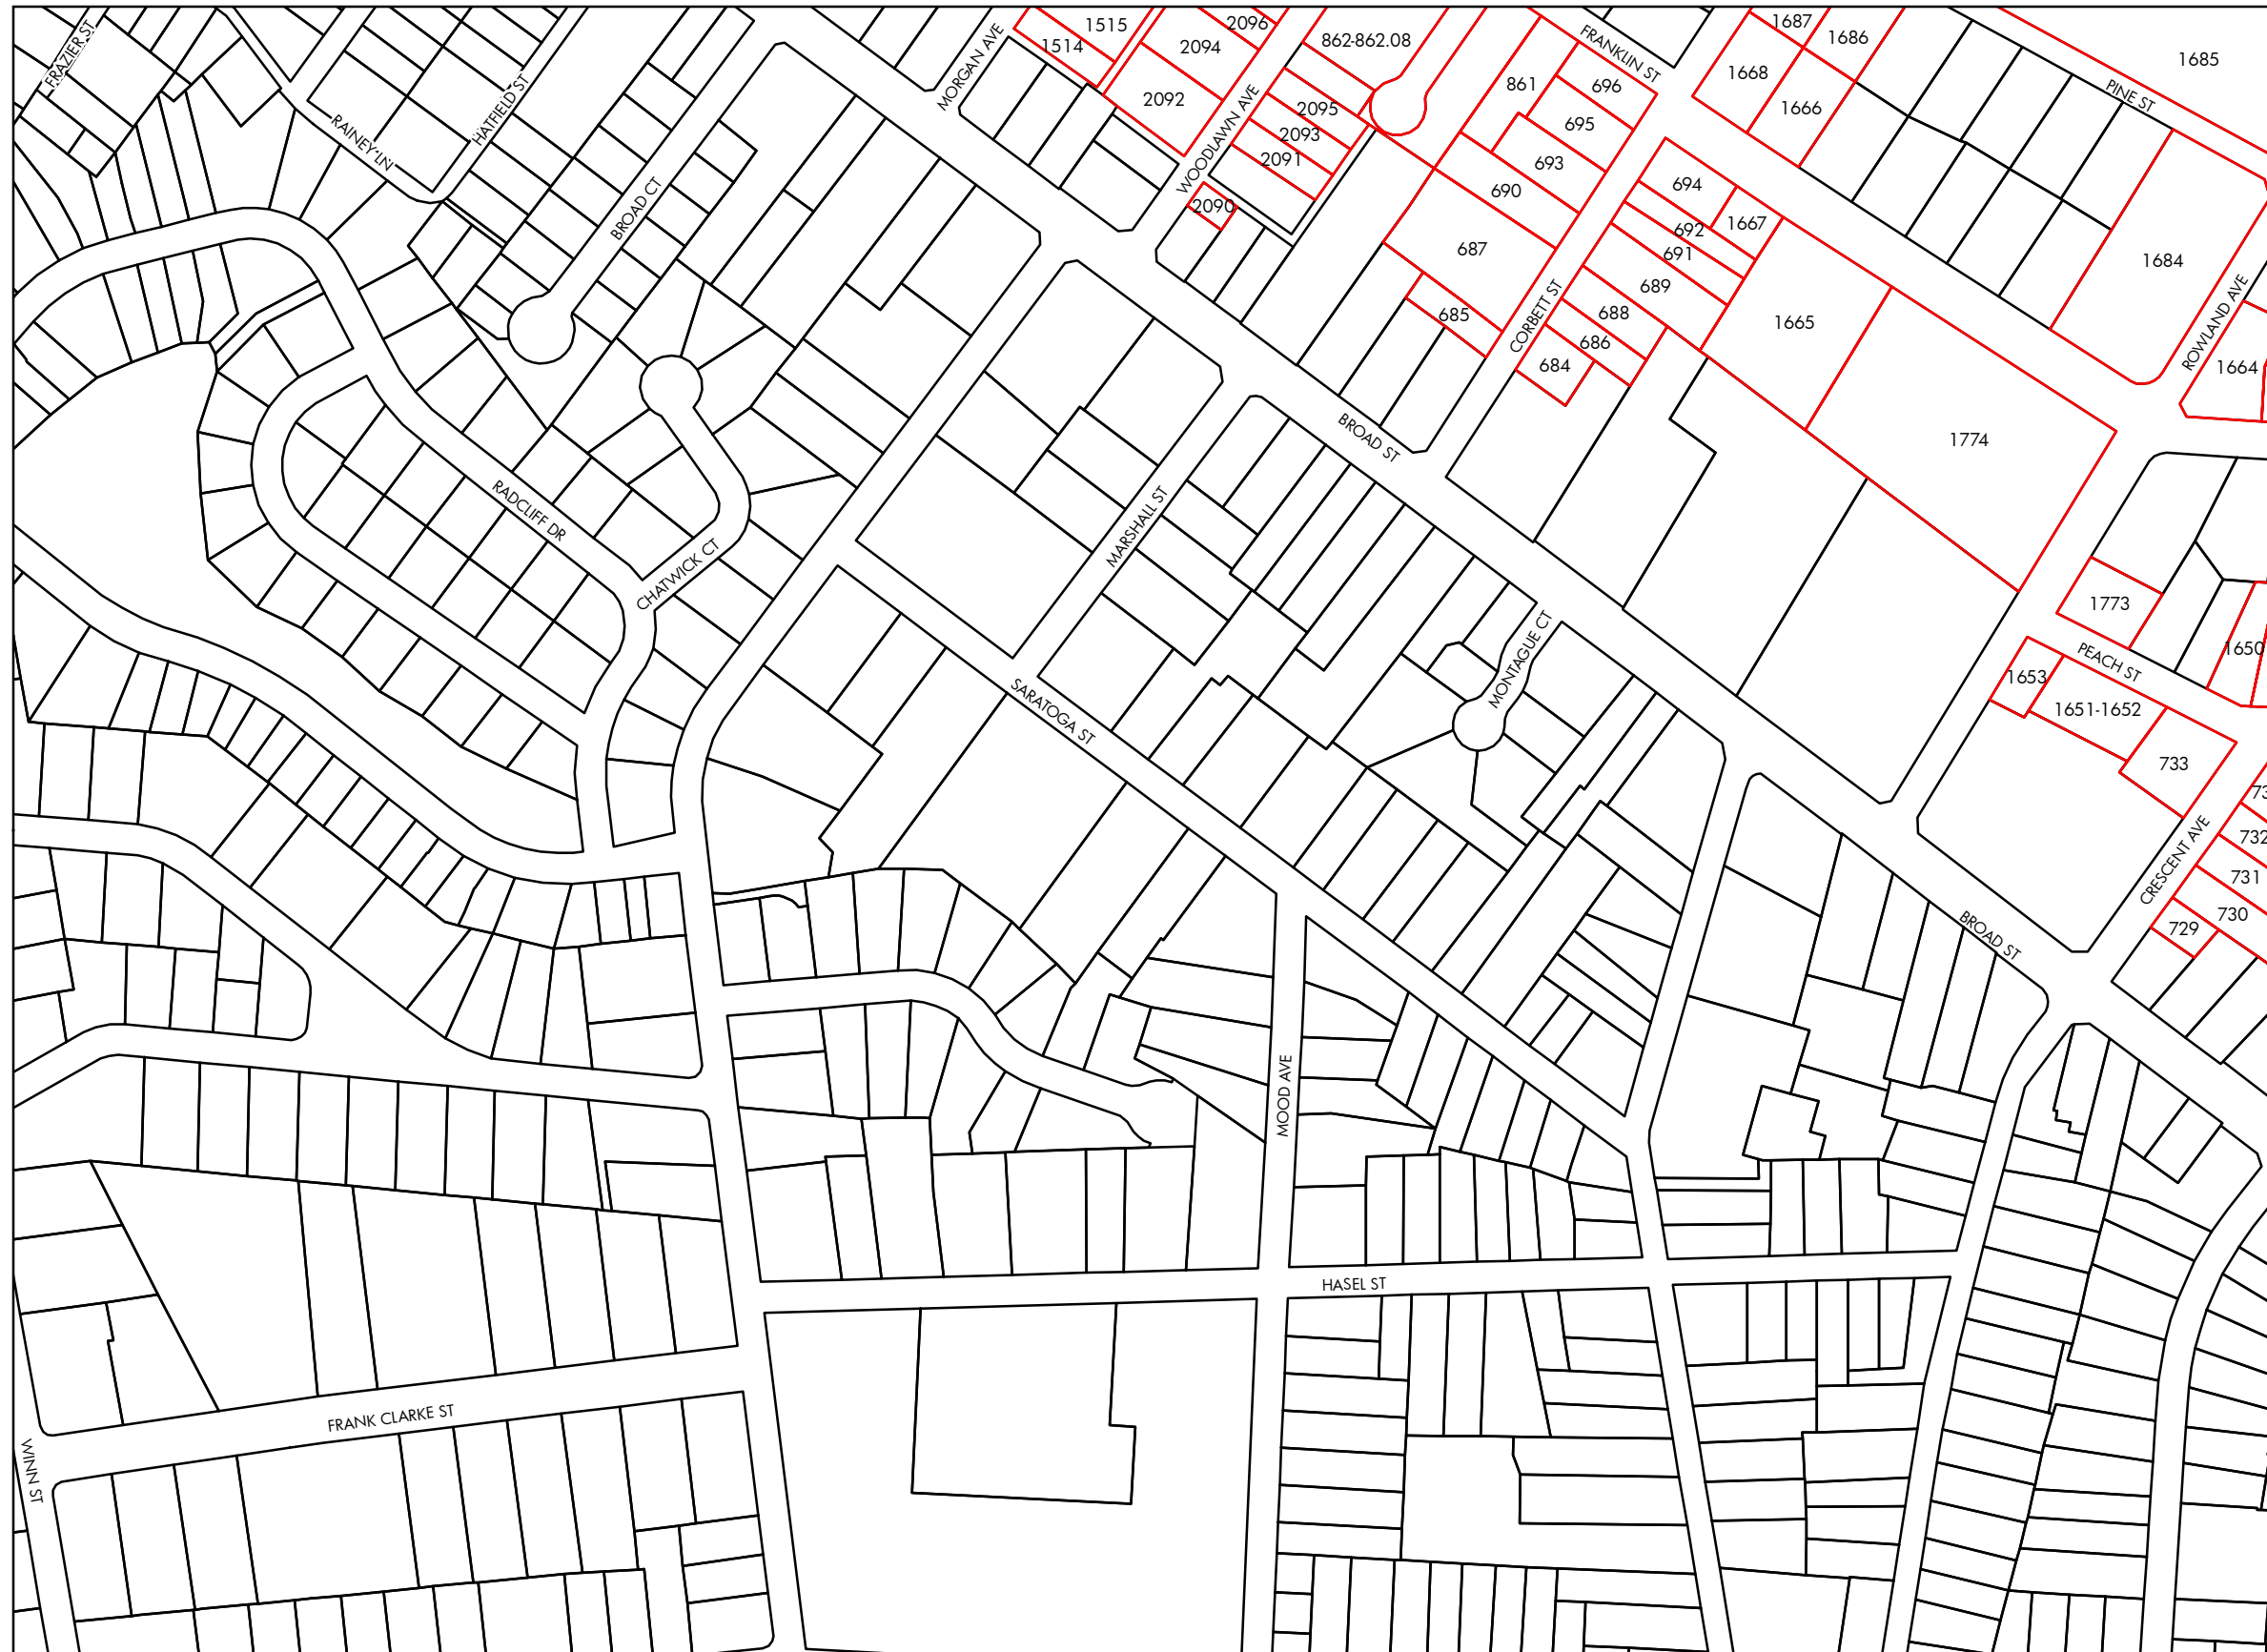 FRAZIER ST
RAINEY LN
HATFIELD ST
BROAD CT
MORGAN AVE
1515
1514
2096
2094
2092
WOODLAWN AVE
862-862.08
2095
2093
2091
2090
861
FRANKLIN ST
696
695
693
690
687
685
CORBETT ST
1687
1686
1668
1666
1685
PINE ST
1684
ROWLAND AVE
1664
694
1667
692
691
689
688
686
684
1665
1774
BROAD ST
MARSHALL ST
RADCLIFF DR
CHATWICK CT
SARATOGA ST
MONTAGUE CT
1773
1650
PEACH ST
1653
1651-1652
733
CRESCENT AVE
732
731
730
729
BROAD ST
MOOD AVE
HASEL ST
FRANK CLARKE ST
WINN ST